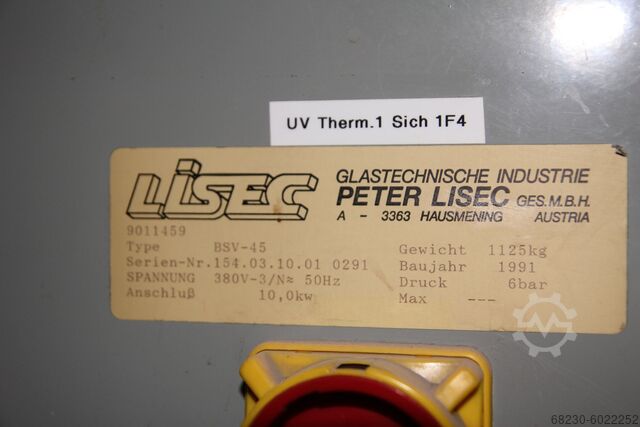 UV Therm.1 Sich 1F4
LISEC
GLASTECHNISCHE INDUSTRIE
PETER LISEC GES.M.B.H.
A - 3363 HAUSMENING AUSTRIA
9011459
Type BSV-45
Serien-Nr.154.03.10.01 0291
SPANNUNG 380V-3/N≈ 50Hz
Anschluß 10,0kw
Gewicht 1125kg
Baujahr 1991
Druck 6bar
Max ---
68230-6022252